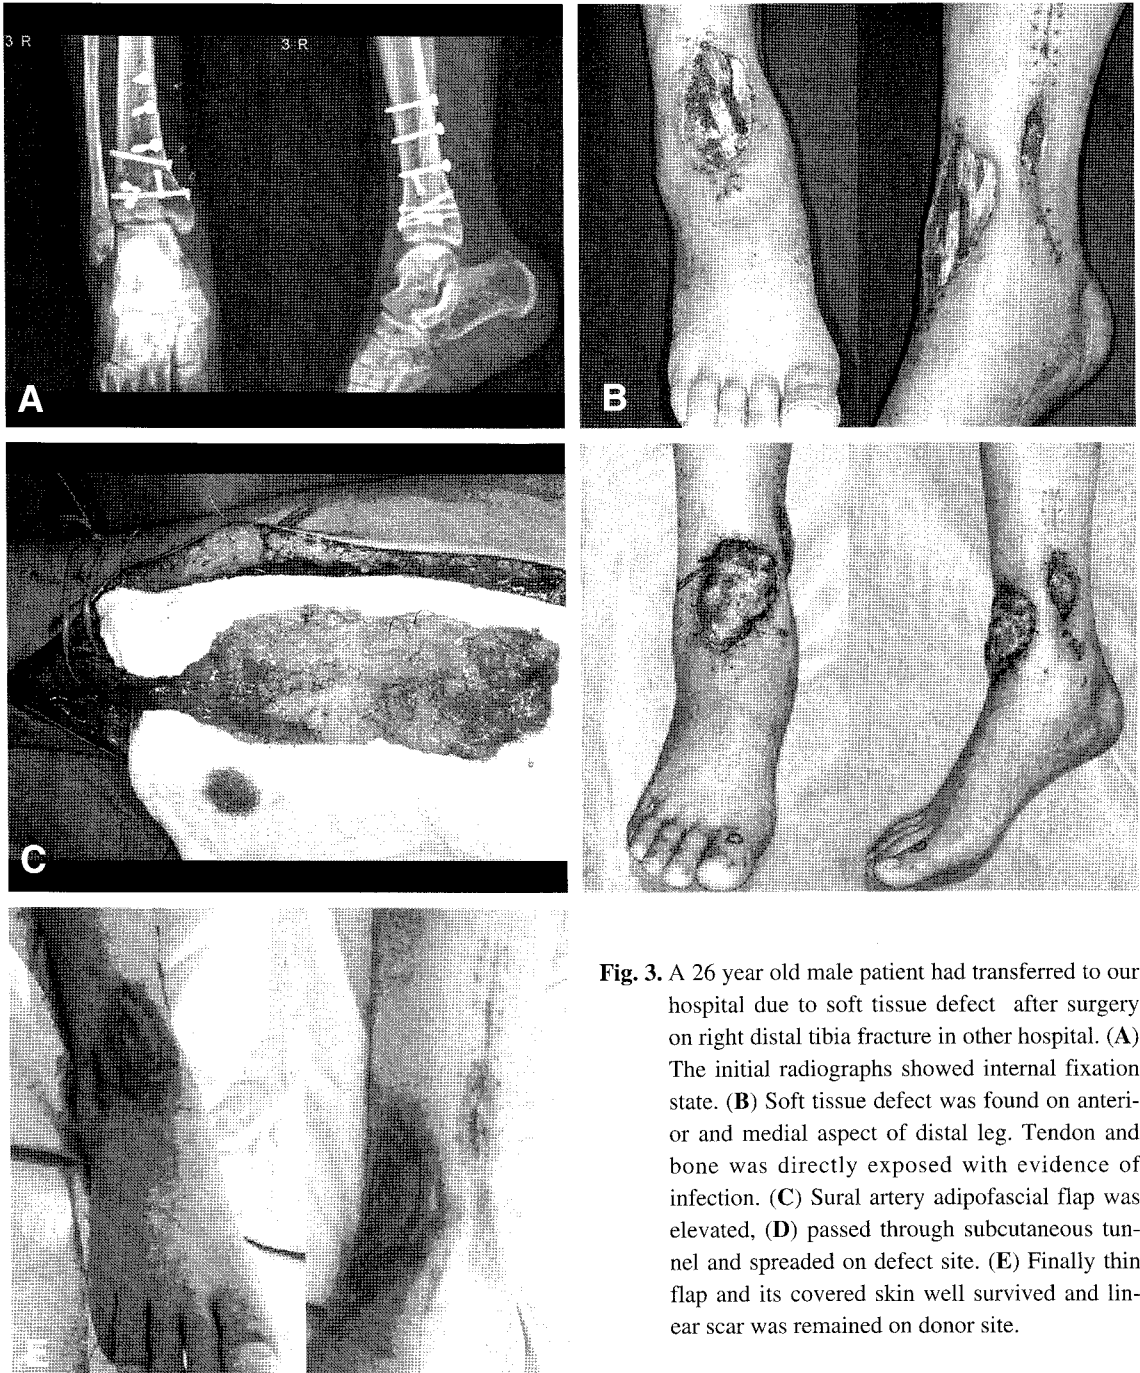 3 R
3 R
A
B
C
E
Fig. 3. A 26 year old male patient had transferred to our
hospital due to soft tissue defect after surgery
on right distal tibia fracture in other hospital. (A)
The initial radiographs showed internal fixation
state. (B) Soft tissue defect was found on anteri-
or and medial aspect of distal leg. Tendon and
bone was directly exposed with evidence of
infection. (C) Sural artery adipofascial flap was
elevated, (D) passed through subcutaneous tun-
nel and spreaded on defect site. (E) Finally thin
flap and its covered skin well survived and lin-
ear scar was remained on donor site.